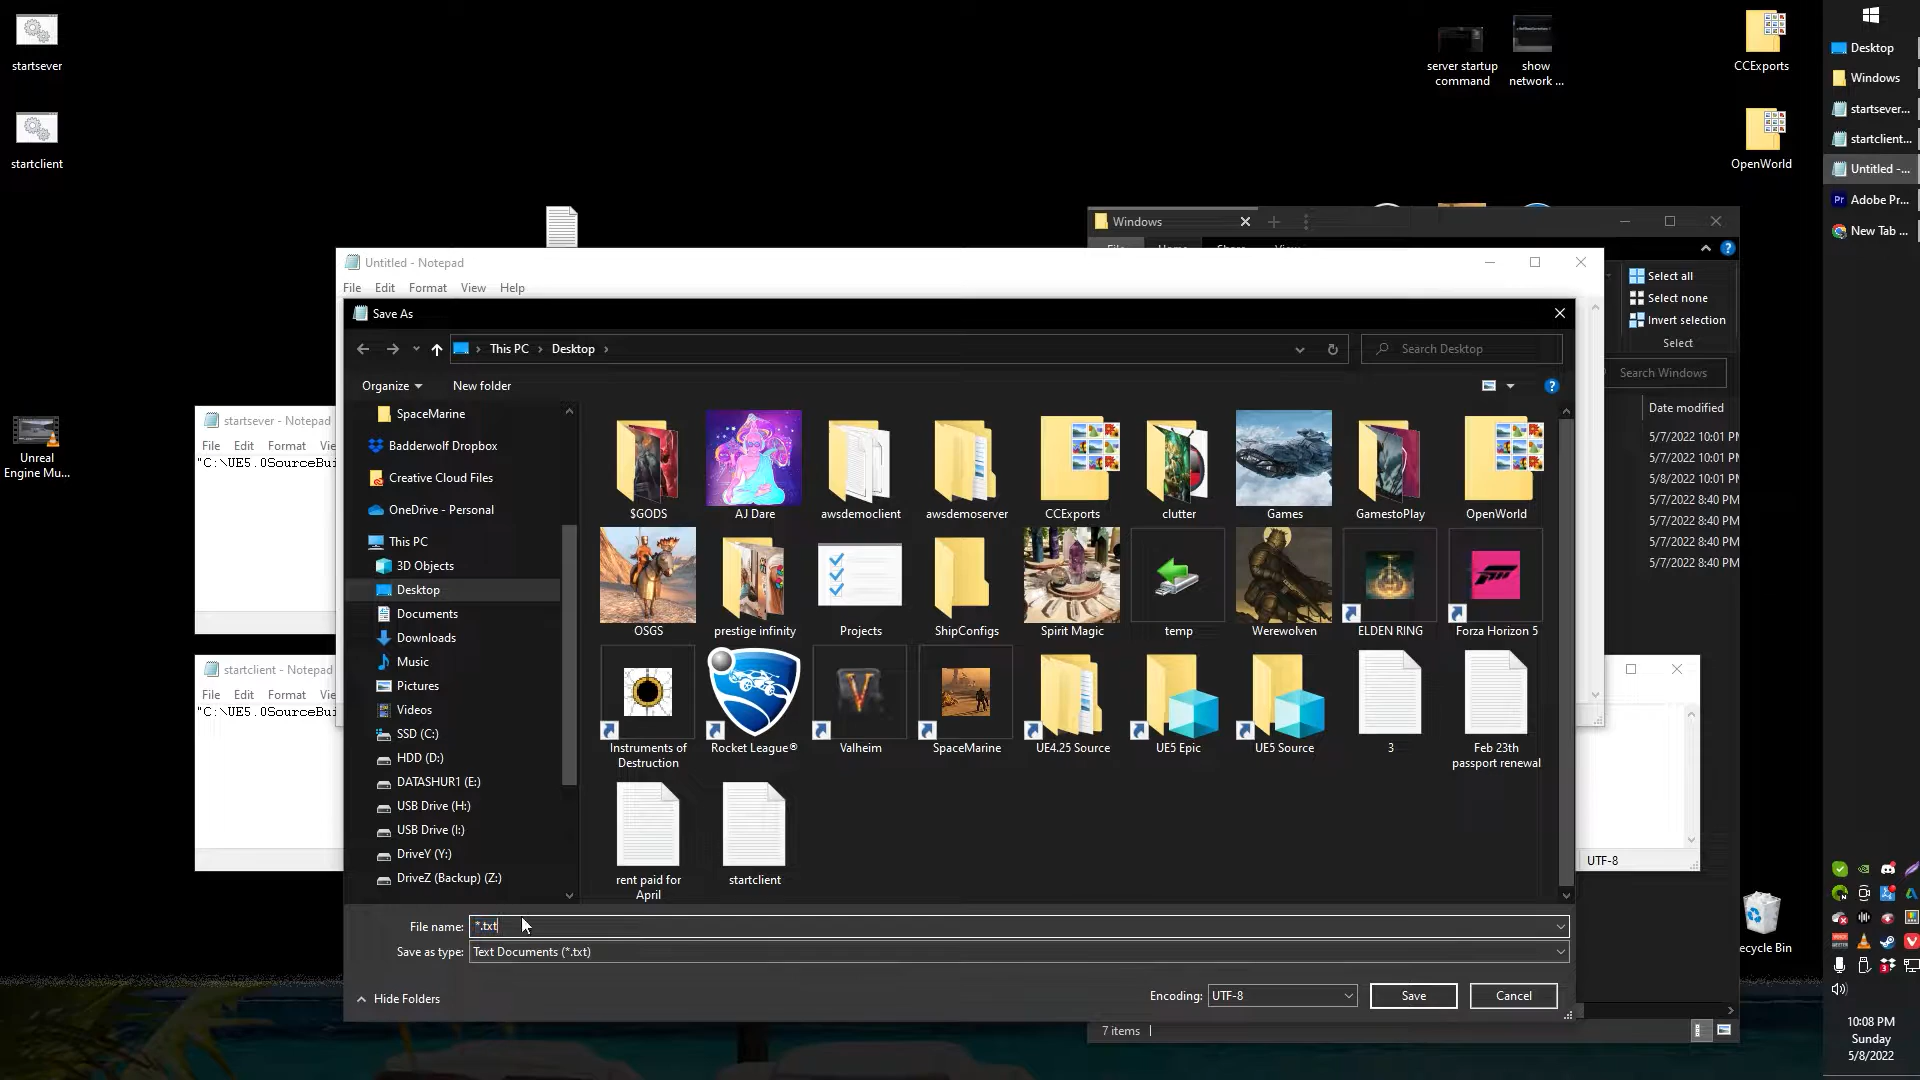 startsever
startclient
Unreal
Engine Mu...
server startup
command
show
network ...
CCExports
OpenWorld
Desktop
Windows
startsever...
startclient...
Untitled -...
Adobe Pr...
New Tab ...
Windows
Select all
Select none
Invert selection
Select
Search Windows
Date modified
5/7/2022 10:01 PM
5/7/2022 10:01 PM
5/8/2022 10:01 PM
5/7/2022 8:40 PM
5/7/2022 8:40 PM
5/7/2022 8:40 PM
5/7/2022 8:40 PM
7 items
startsever - Notepad
File Edit Format
"C:\UE5.0SourceBui
startclient - Notepad
File Edit Format
"C:\UE5.0SourceBui
UTF-8
Untitled - Notepad
File Edit Format View Help
Save As
This PC › Desktop ›
Search Desktop
Organize New folder
SpaceMarine
Badderwolf Dropbox
Creative Cloud Files
OneDrive - Personal
This PC
3D Objects
Desktop
Documents
Downloads
Music
Pictures
Videos
SSD (C:)
HDD (D:)
DATASHUR1 (E:)
USB Drive (H:)
USB Drive (I:)
DriveY (Y:)
DriveZ (Backup) (Z:)
$GODS
AJ Dare
awsdemoclient
awsdemoserver
CCExports
clutter
Games
GamestoPlay
OpenWorld
OSGS
prestige infinity
Projects
ShipConfigs
Spirit Magic
temp
Werewolven
ELDEN RING
Forza Horizon 5
Instruments of
Destruction
Rocket League®
Valheim
SpaceMarine
UE4.25 Source
UE5 Epic
UE5 Source
3
Feb 23th
passport renewal
rent paid for
April
startclient
File name: *.txt
Save as type: Text Documents (*.txt)
Hide Folders
Encoding: UTF-8
Save
Cancel
ecycle Bin
10:08 PM
Sunday
5/8/2022